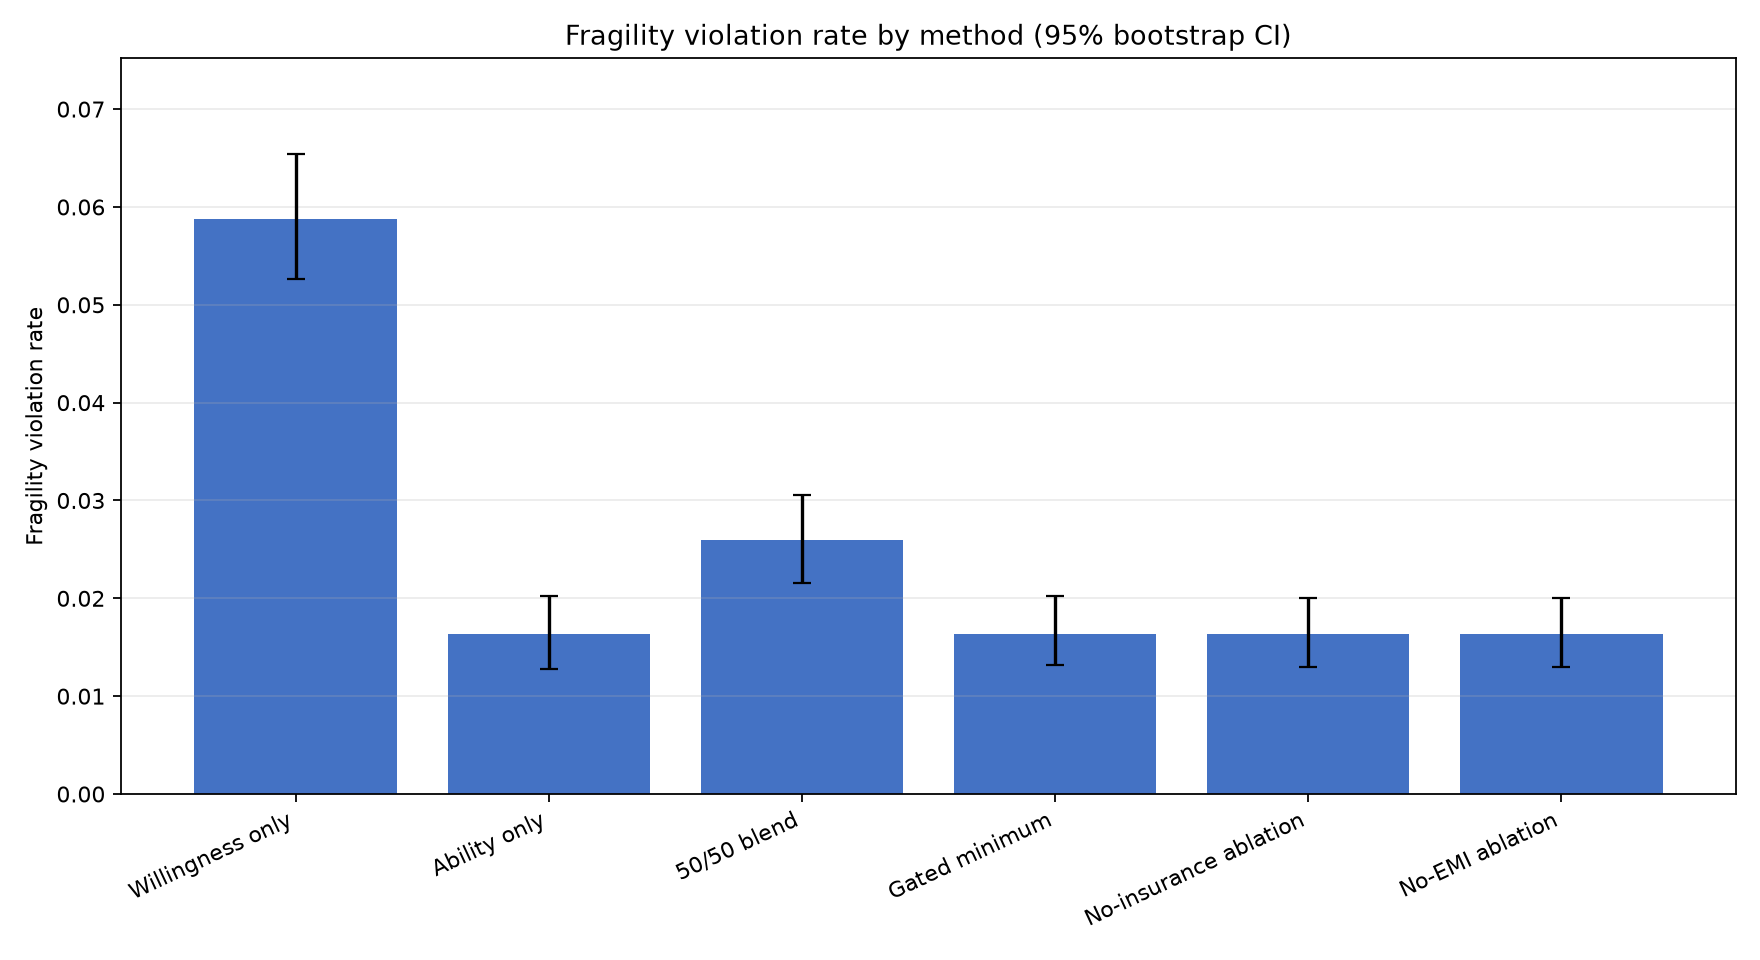 Fragility violation rate by method (95% bootstrap CI)
Fragility violation rate
0.07
0.06
0.05
0.04
0.03
0.02
0.01
0.00
Willingness only
Ability only
50/50 blend
Gated minimum
No-insurance ablation
No-EMI ablation